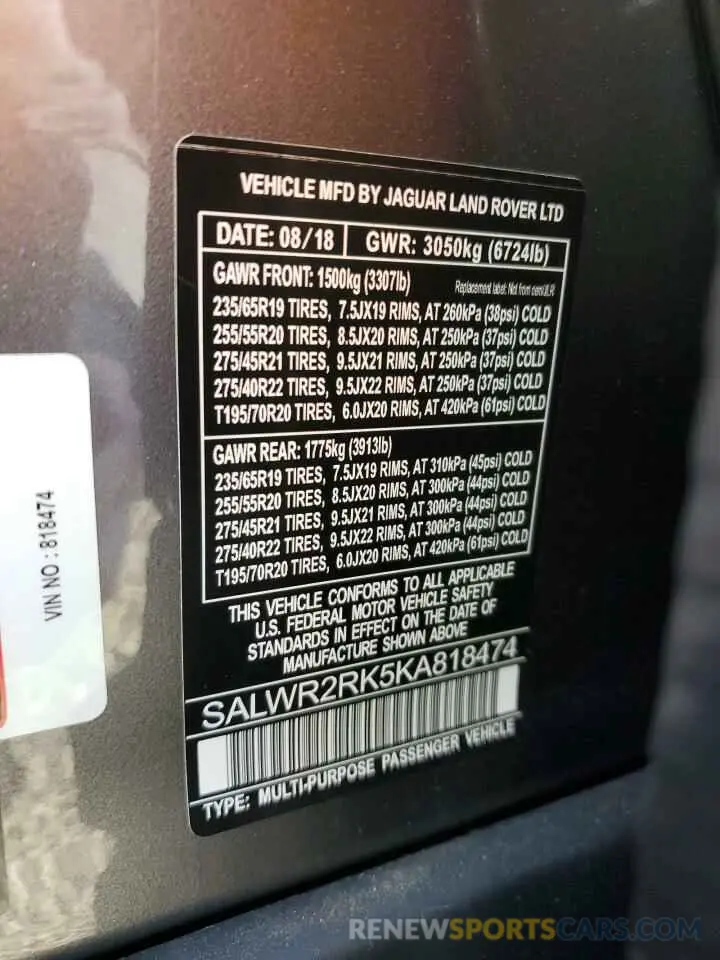 VEHICLE MFD BY JAGUAR LAND ROVER LTD
DATE: 08/18 GWR: 3050kg (6724lb)
GAWR FRONT: 1500kg (3307lb)
Replacement label: Not from
235/65R19 TIRES, 7.5JX19 RIMS, AT 260kPa (38psi) COLD
255/55R20 TIRES, 8.5JX20 RIMS, AT 250kPa (37psi) COLD
275/45R21 TIRES, 9.5JX21 RIMS, AT 250kPa (37psi) COLD
275/40R22 TIRES, 9.5JX22 RIMS, AT 250kPa (37psi) COLD
T195/70R20 TIRES, 6.0JX20 RIMS, AT 420kPa (61psi) COLD
GAWR REAR: 1775kg (3913lb)
235/65R19 TIRES, 7.5JX19 RIMS, AT 310kPa (45psi) COLD
255/55R20 TIRES, 8.5JX20 RIMS, AT 300kPa (44psi) COLD
275/45R21 TIRES, 9.5JX21 RIMS, AT 300kPa (44psi) COLD
275/40R22 TIRES, 9.5JX22 RIMS, AT 300kPa (44psi) COLD
T195/70R20 TIRES, 6.0JX20 RIMS, AT 420kPa (61psi) COLD
THIS VEHICLE CONFORMS TO ALL APPLICABLE
U.S. FEDERAL MOTOR VEHICLE SAFETY
STANDARDS IN EFFECT ON THE DATE OF
MANUFACTURE SHOWN ABOVE
SALWR2RK5KA818474
TYPE: MULTI-PURPOSE PASSENGER VEHICLE
VIN NO : 818474
RENEWSPORTSCARS.COM